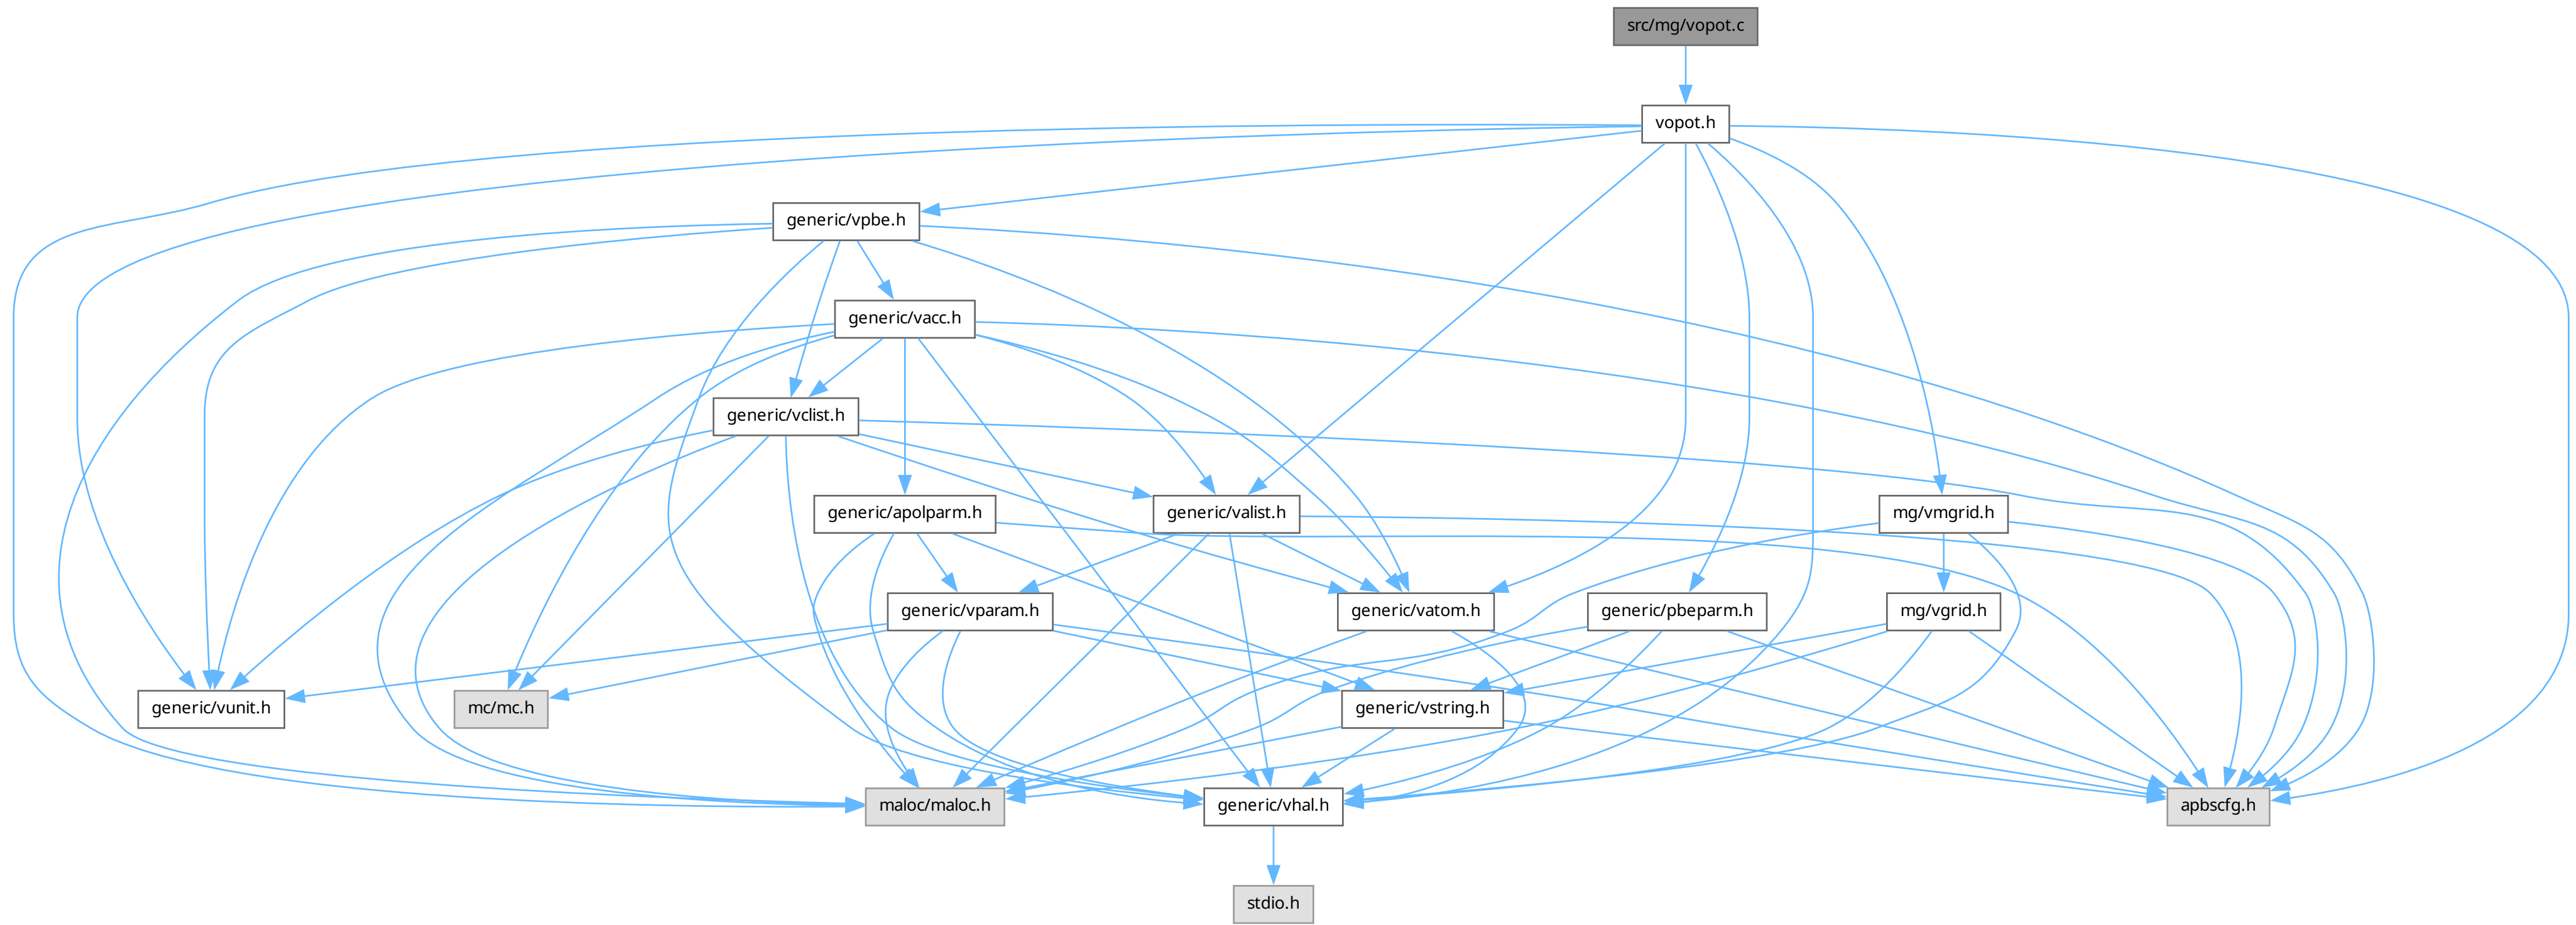 src/mg/vopot.c
vopot.h
generic/vpbe.h
generic/vacc.h
generic/vclist.h
generic/apolparm.h
generic/valist.h
mg/vmgrid.h
generic/vparam.h
generic/vatom.h
generic/pbeparm.h
mg/vgrid.h
generic/vunit.h
mc/mc.h
generic/vstring.h
maloc/maloc.h
generic/vhal.h
apbscfg.h
stdio.h